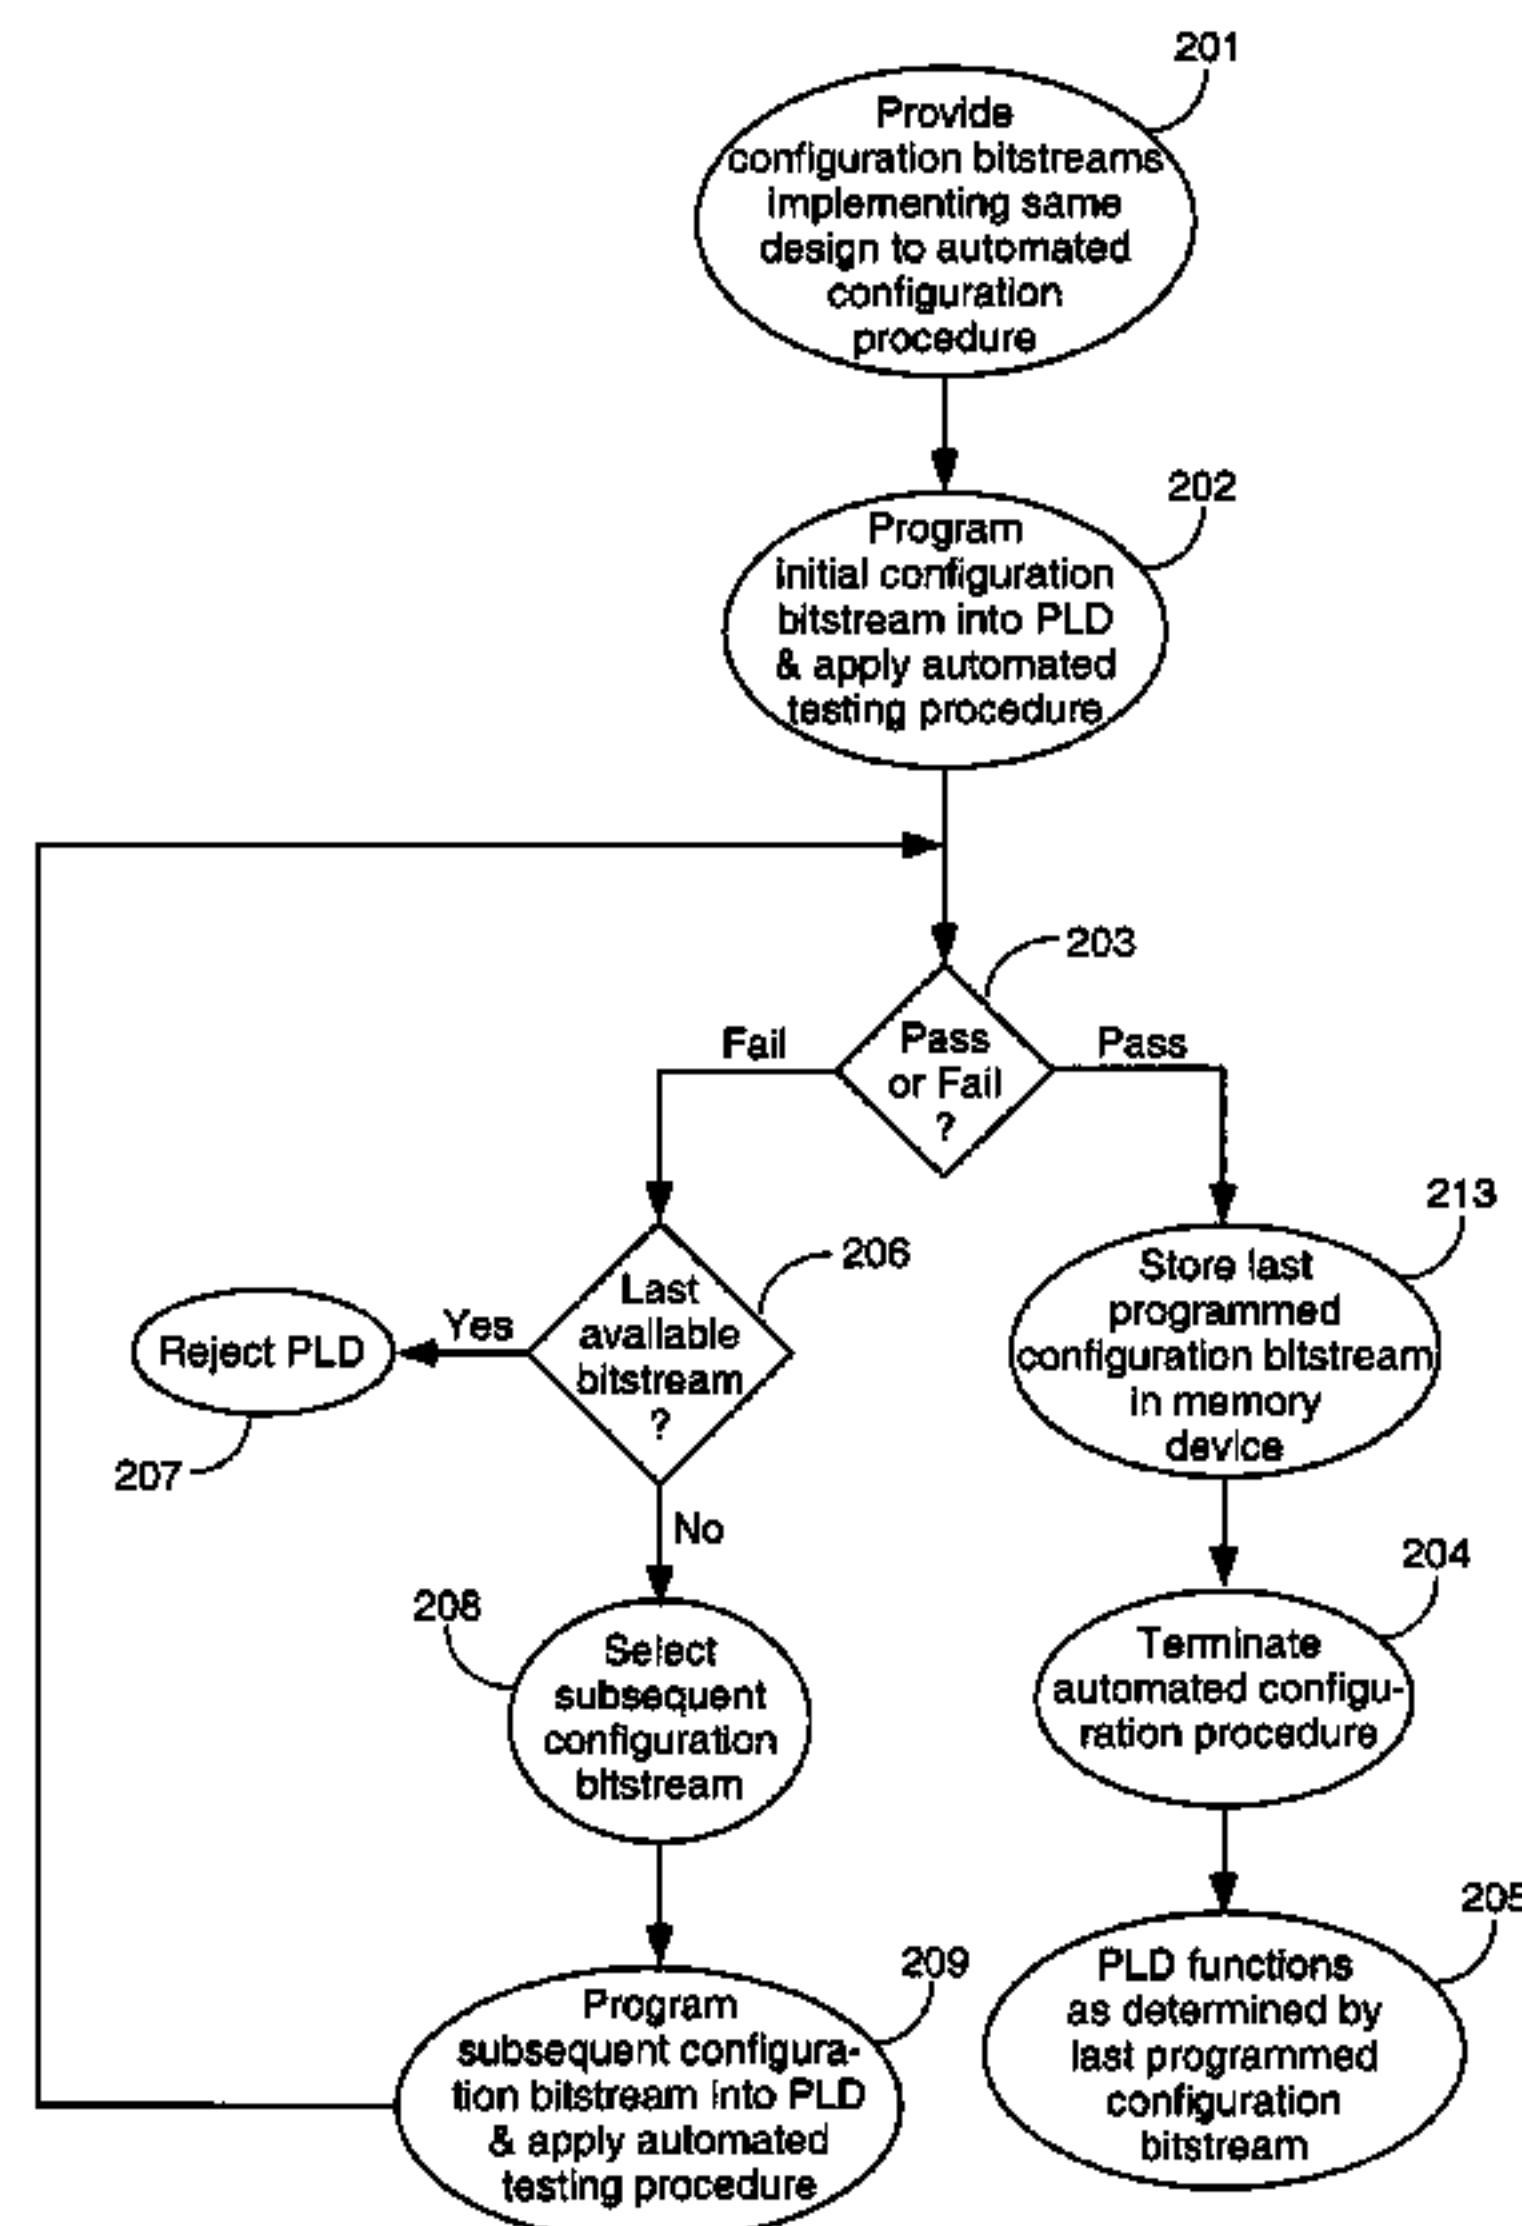 201
Provide
configuration bitstreams
implementing same
design to automated
configuration
procedure
202
Program
initial configuration
bitstream into PLD
& apply automated
testing procedure
203
Pass
or Fail
?
Fail
Pass
213
Store last
programmed
configuration bitstream
in memory
device
206
Last
available
bitstream
?
Yes
Reject PLD
207
No
204
Terminate
automated configu-
ration procedure
208
Select
subsequent
configuration
bitstream
205
PLD functions
as determined by
last programmed
configuration
bitstream
209
Program
subsequent configura-
tion bitstream into PLD
& apply automated
testing procedure